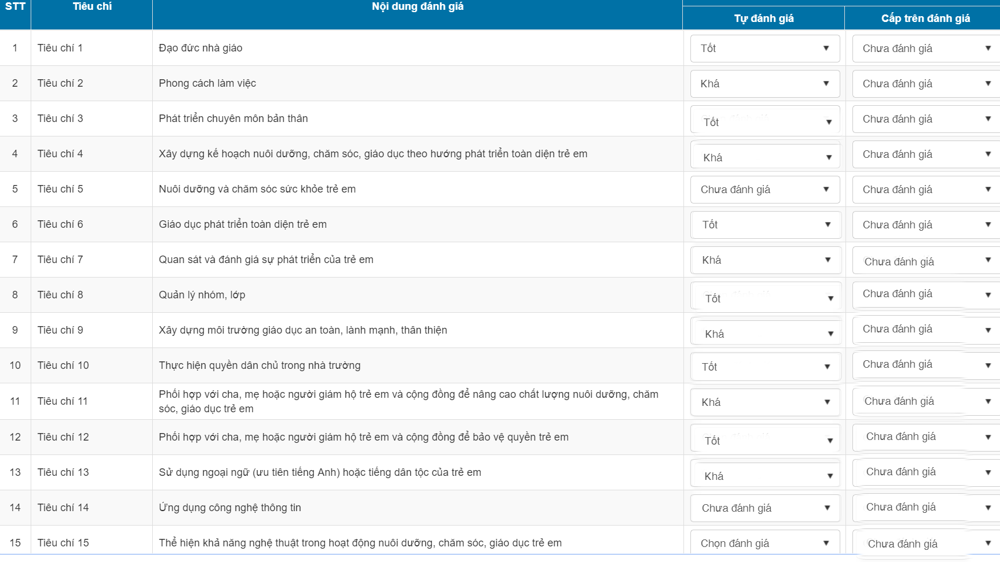 STT Tiêu chí Nội dung đánh giá
Tự đánh giá Cấp trên đánh giá
1 Tiêu chí 1 Đạo đức nhà giáo Tốt Chưa đánh giá
2 Tiêu chí 2 Phong cách làm việc Khá Chưa đánh giá
3 Tiêu chí 3 Phát triển chuyên môn bản thân Tốt Chưa đánh giá
4 Tiêu chí 4 Xây dựng kế hoạch nuôi dưỡng, chăm sóc, giáo dục theo hướng phát triển toàn diện trẻ em Khá Chưa đánh giá
5 Tiêu chí 5 Nuôi dưỡng và chăm sóc sức khỏe trẻ em Chưa đánh giá Chưa đánh giá
6 Tiêu chí 6 Giáo dục phát triển toàn diện trẻ em Tốt Chưa đánh giá
7 Tiêu chí 7 Quan sát và đánh giá sự phát triển của trẻ em Khá Chưa đánh giá
8 Tiêu chí 8 Quản lý nhóm, lớp Tốt Chưa đánh giá
9 Tiêu chí 9 Xây dựng môi trường giáo dục an toàn, lành mạnh, thân thiện Khá Chưa đánh giá
10 Tiêu chí 10 Thực hiện quyền dân chủ trong nhà trường Tốt Chưa đánh giá
11 Tiêu chí 11 Phối hợp với cha, mẹ hoặc người giám hộ trẻ em và cộng đồng để nâng cao chất lượng nuôi dưỡng, chăm
sóc, giáo dục trẻ em Khá Chưa đánh giá
12 Tiêu chí 12 Phối hợp với cha, mẹ hoặc người giám hộ trẻ em và cộng đồng để bảo vệ quyền trẻ em Tốt Chưa đánh giá
13 Tiêu chí 13 Sử dụng ngoại ngữ (ưu tiên tiếng Anh) hoặc tiếng dân tộc của trẻ em Khá Chưa đánh giá
14 Tiêu chí 14 Ứng dụng công nghệ thông tin Chưa đánh giá Chưa đánh giá
15 Tiêu chí 15 Thể hiện khả năng nghệ thuật trong hoạt động nuôi dưỡng, chăm sóc, giáo dục trẻ em Chọn đánh giá Chưa đánh giá